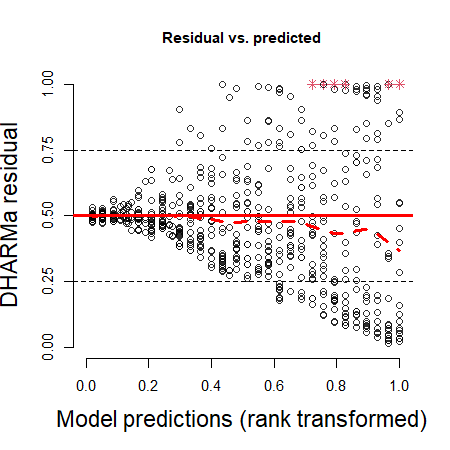 Residual vs. predicted
DHARMa residual
1.00
0.75
0.50
0.25
0.00
0.0 0.2 0.4 0.6 0.8 1.0
Model predictions (rank transformed)